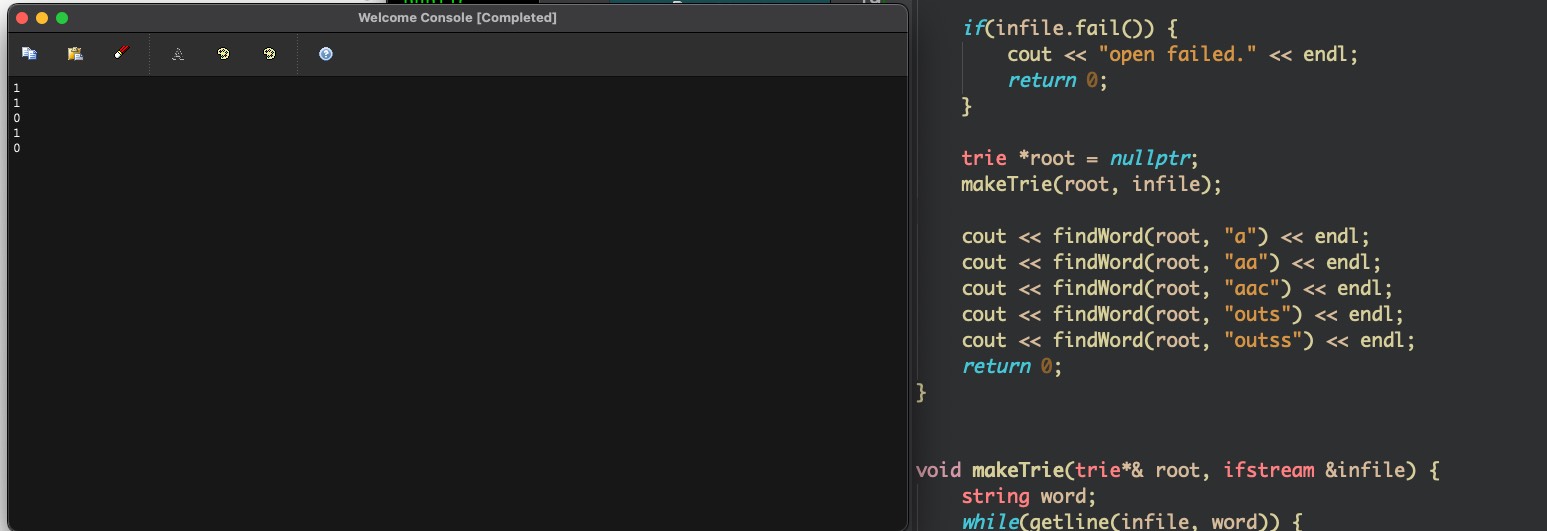 Welcome Console [Completed]
1
1
0
1
0
if(infile.fail()) {
cout << "open failed." << endl;
return 0;
}
trie *root = nullptr;
makeTrie(root, infile);
cout << findWord(root, "a") << endl;
cout << findWord(root, "aa") << endl;
cout << findWord(root, "aac") << endl;
cout << findWord(root, "outs") << endl;
cout << findWord(root, "outss") << endl;
return 0;
}
void makeTrie(trie*& root, ifstream &infile) {
string word;
while(getline(infile, word)) {